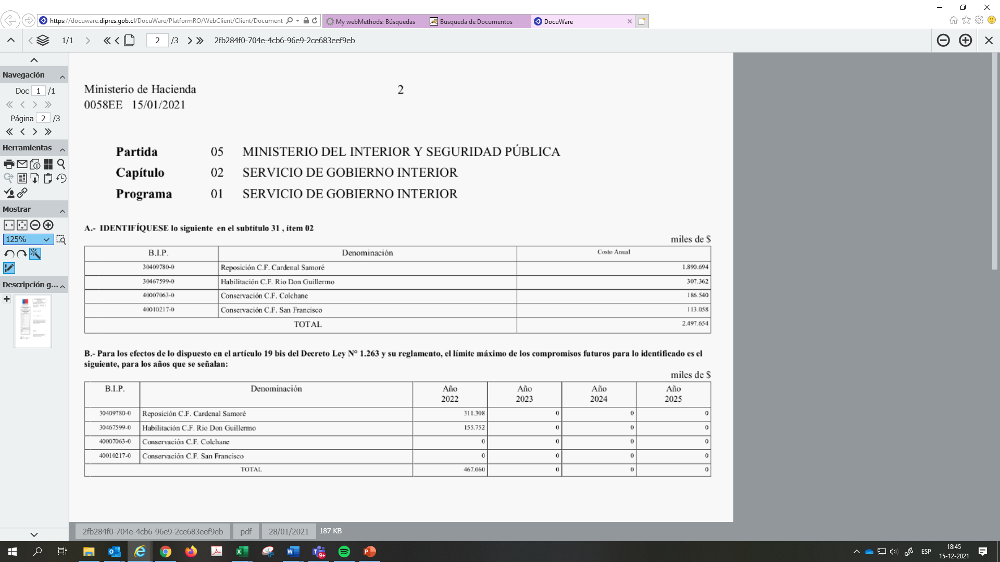 https://docuware.dipres.gob.cl/DocuWare/PlatformRO/WebClient/Client/Document
My webMethods: Búsquedas
Busqueda de Documentos
DocuWare
1/1
2 /3
2fb284f0-704e-4cb6-96e9-2ce683eef9eb
Navegación
Doc 1 /1
Página 2 /3
Herramientas
Mostrar
125%
Descripción g...
Ministerio de Hacienda 2
0058EE 15/01/2021
Partida 05 MINISTERIO DEL INTERIOR Y SEGURIDAD PÚBLICA
Capítulo 02 SERVICIO DE GOBIERNO INTERIOR
Programa 01 SERVICIO DE GOBIERNO INTERIOR
A.- IDENTIFÍQUESE lo siguiente en el subtítulo 31 , ítem 02
miles de $
B.I.P. Denominación Costo Anual
30409780-0 Reposición C.F. Cardenal Samoré 1.890.694
30467599-0 Habilitación C.F. Rio Don Guillermo 307.362
40007063-0 Conservación C.F. Colchane 186.540
40010217-0 Conservación C.F. San Francisco 113.058
TOTAL 2.497.654
B.- Para los efectos de lo dispuesto en el artículo 19 bis del Decreto Ley N° 1.263 y su reglamento, el límite máximo de los compromisos futuros para lo identificado es el
siguiente, para los años que se señalan:
miles de $
B.I.P. Denominación Año 2022 Año 2023 Año 2024 Año 2025
30409780-0 Reposición C.F. Cardenal Samoré 311.308 0 0 0
30467599-0 Habilitación C.F. Rio Don Guillermo 155.752 0 0 0
40007063-0 Conservación C.F. Colchane 0 0 0 0
40010217-0 Conservación C.F. San Francisco 0 0 0 0
TOTAL 467.060 0 0 0
2fb284f0-704e-4cb6-96e9-2ce683eef9eb pdf 28/01/2021 187 KB
9+
ESP
18:45
15-12-2021